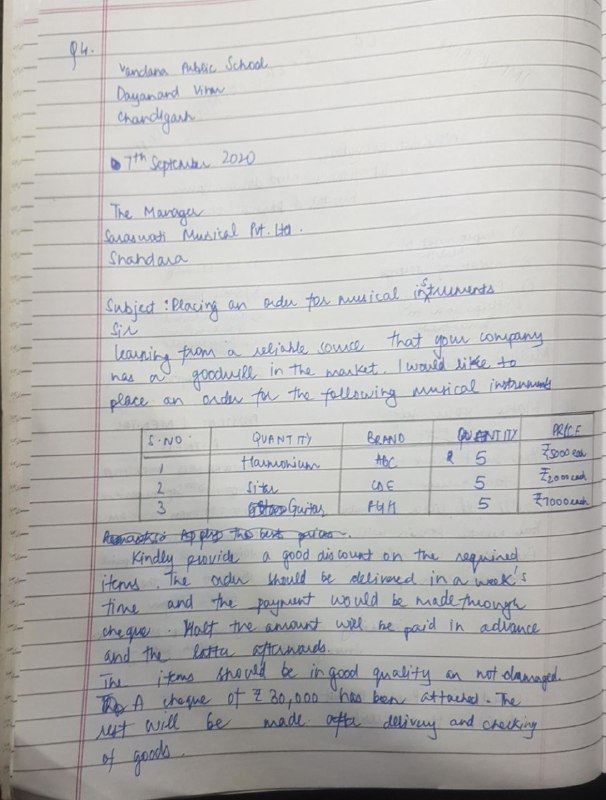 Q4.
Vandana Public School
Dayanand Vihar
Chandigarh
7th September 2020
The Manager
Saraswati Musical Pvt. Ltd.
Shahdara
Subject : Placing an order for musical instruments
Sir
Learning from a reliable source that your company
has a goodwill in the market. I would like to
place an order for the following musical instruments
S.NO. QUANTITY BRAND QUANTITY PRICE
1 Harmonium ABC 5 ₹3000 each
2 Sitar CDE 5 ₹2000 each
3 Guitar FGH 5 ₹7000 each
the best prices.
Kindly provide a good discount on the required
items. The order should be delivered in a week's
time and the payment would be made through
cheque. Half the amount will be paid in advance
and the latter afterwards.
The items should be in good quality an not damaged.
A cheque of ₹30,000 has been attached. The
rest will be made after delivery and checking
of goods.